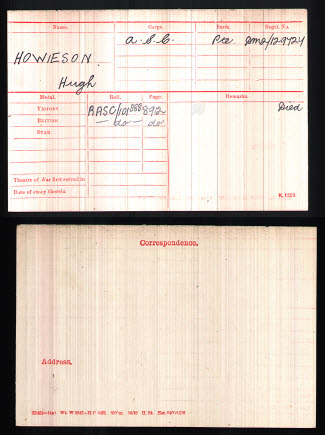 Name. Corps. Rank. Regtl. No.
HOWIESON A.S.C. Pte DM2/129724
Hugh
Medal. Roll. Page. Remarks.
VICTORY RASC/101B68 892 Died
BRITISH do do
STAR
Theatre of War first served in
Date of entry therein
K. 1380.
Correspondence.
Address.